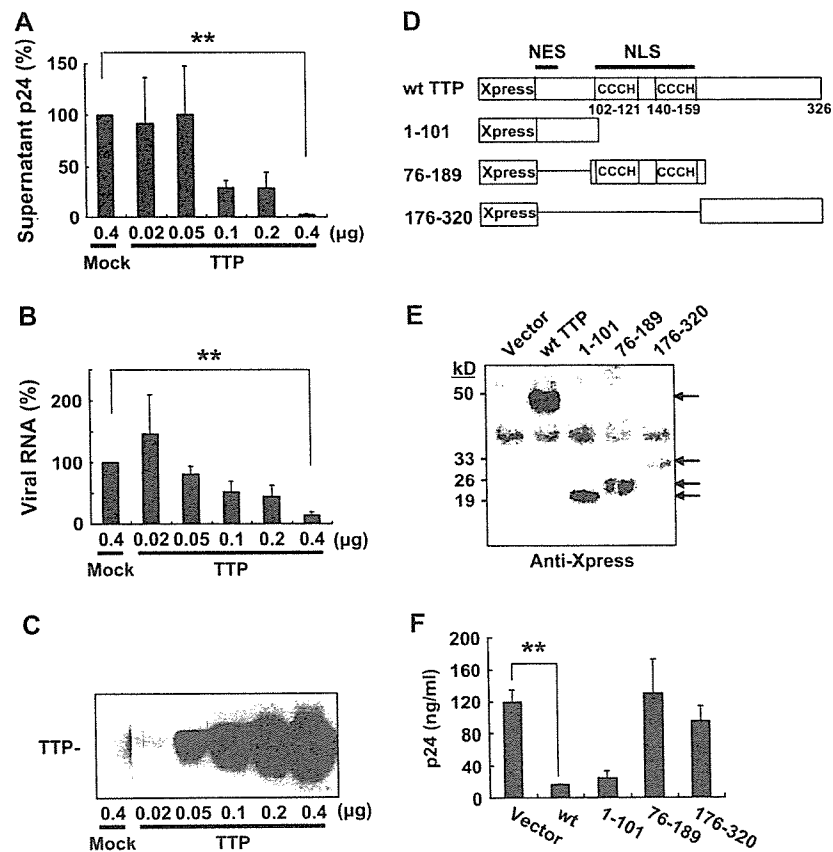 A
Supernatant p24 (%)
**
150
100
50
0
0.4 0.02 0.05 0.1 0.2 0.4 (µg)
Mock TTP
B
Viral RNA (%)
**
200
100
0
0.4 0.02 0.05 0.1 0.2 0.4 (µg)
Mock TTP
C
TTP-
0.4 0.02 0.05 0.1 0.2 0.4 (µg)
Mock TTP
D
NES NLS
wt TTP Xpress CCCH CCCH
102-121 140-159 326
1-101 Xpress
76-189 Xpress CCCH CCCH
176-320 Xpress
E
Vector wt TTP 1-101 76-189 176-320
kD
50
33
26
19
Anti-Xpress
F
p24 (ng/ml)
**
200
160
120
80
40
0
Vector wt 1-101 76-189 176-320